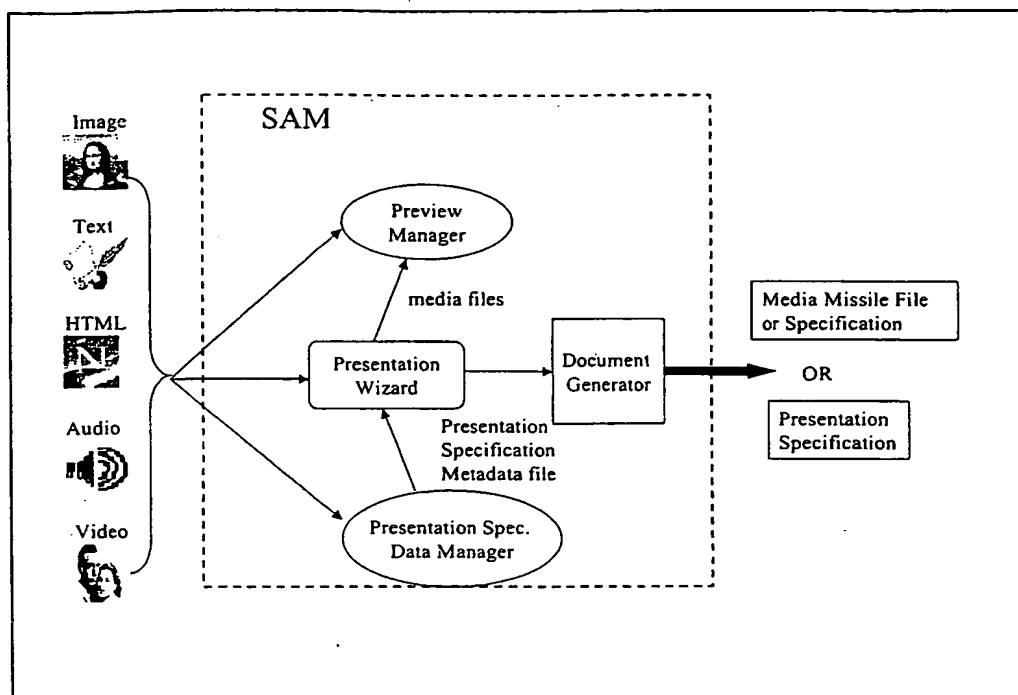 SAM
Image
Text
HTML
Audio
Video
Preview
Manager
media files
Presentation
Wizard
Document
Generator
Presentation
Specification
Metadata file
Presentation Spec.
Data Manager
Media Missile File
or Specification
OR
Presentation
Specification